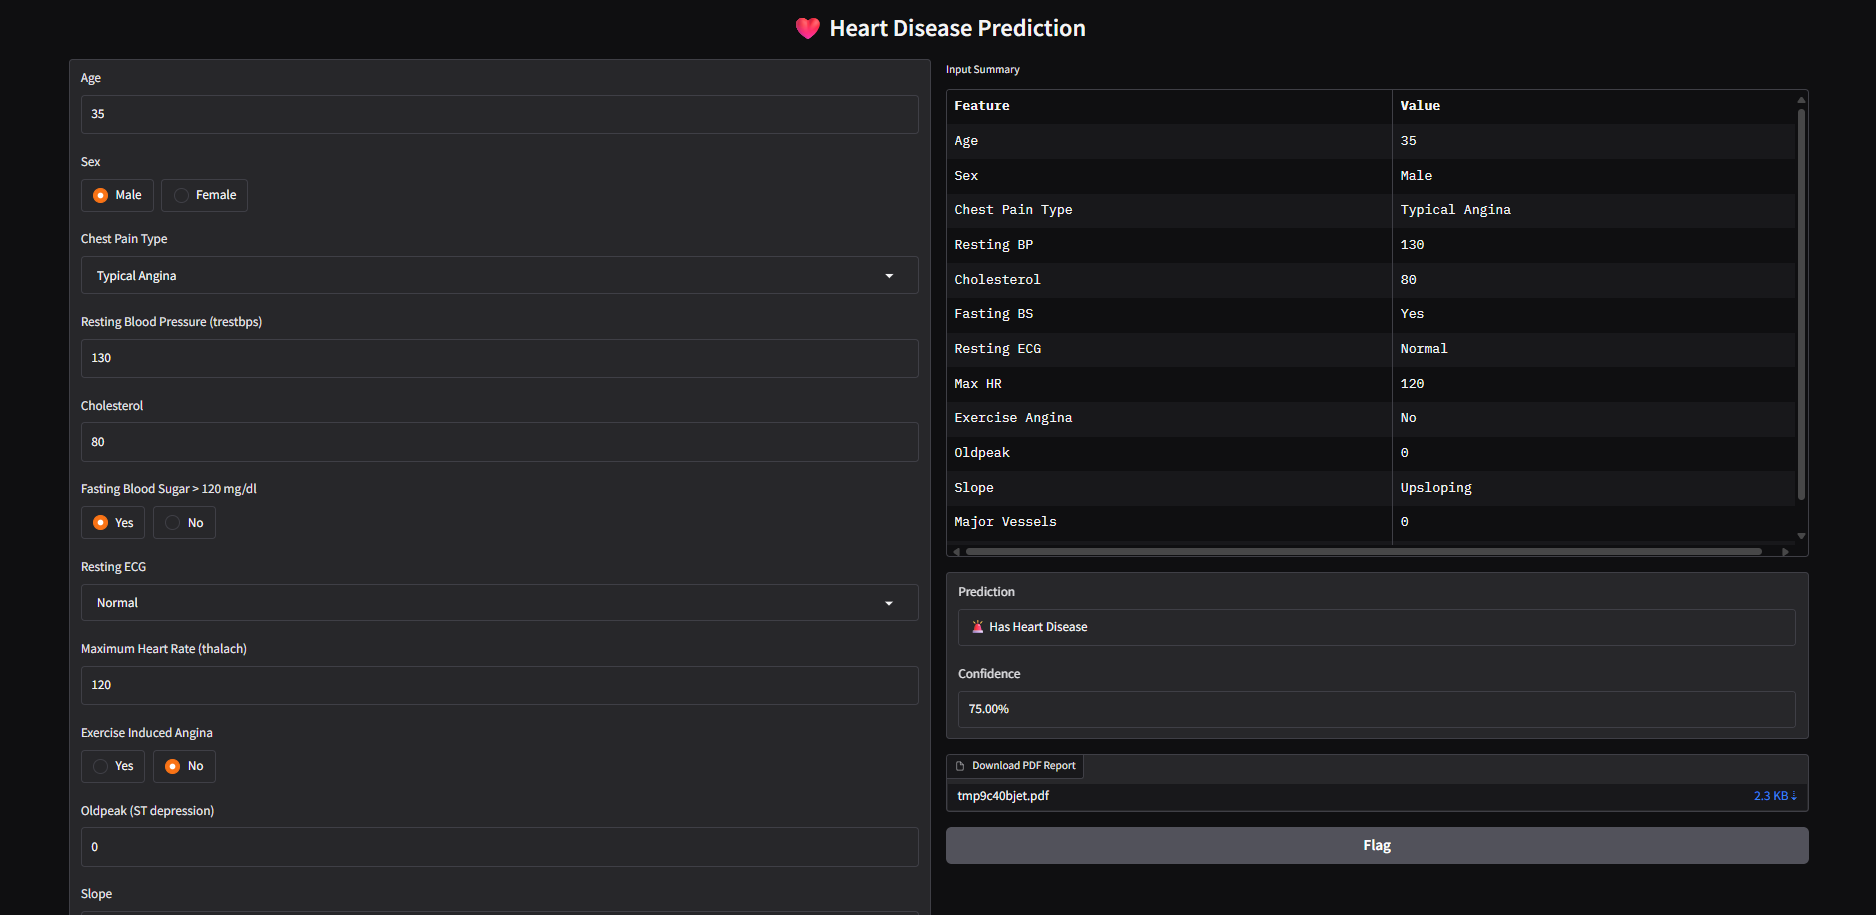 Heart Disease Prediction
Age
35
Sex
Male Female
Chest Pain Type
Typical Angina
Resting Blood Pressure (trestbps)
130
Cholesterol
80
Fasting Blood Sugar > 120 mg/dl
Yes No
Resting ECG
Normal
Maximum Heart Rate (thalach)
120
Exercise Induced Angina
Yes No
Oldpeak (ST depression)
0
Slope
Input Summary
Feature Value
Age 35
Sex Male
Chest Pain Type Typical Angina
Resting BP 130
Cholesterol 80
Fasting BS Yes
Resting ECG Normal
Max HR 120
Exercise Angina No
Oldpeak 0
Slope Upsloping
Major Vessels 0
Prediction
Has Heart Disease
Confidence
75.00%
Download PDF Report
tmp9c40bjet.pdf 2.3 KB ⇣
Flag